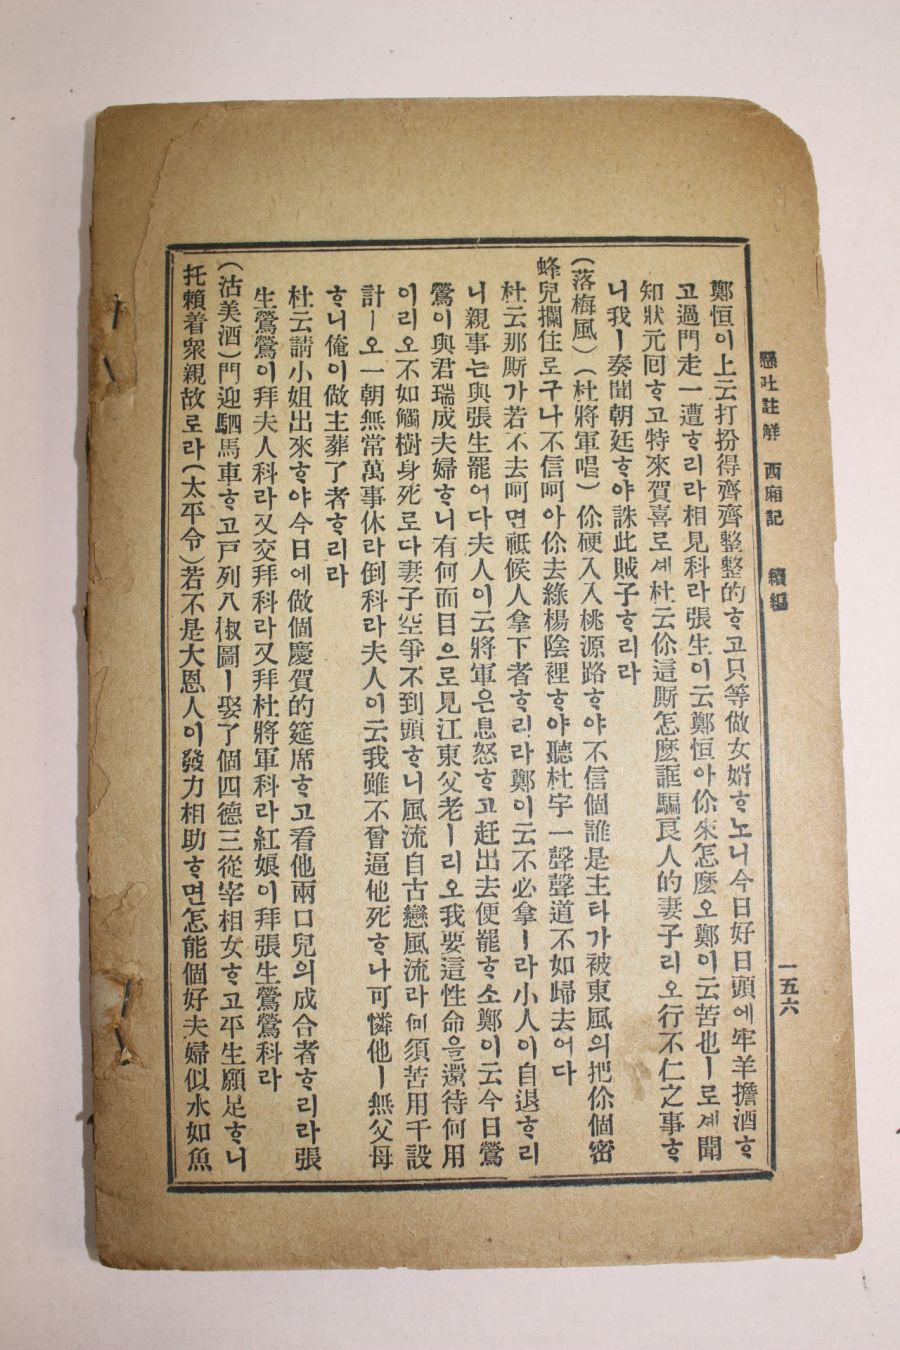 懸吐註解 西廂記 續編 一五六
鄭恒이上云打扮得齊齊整整的ᄒᆞ고只等做女婿ᄒᆞ노니今日好日頭에牢羊擔酒ᄒᆞ
고過門走一遭ᄒᆞ리라相見科라張生이云鄭恒아伱來怎麽오鄭이云苦也ㅣ로셰聞
知狀元回ᄒᆞ고特來賀喜로셰杜云伱這厮怎麽誆騙良人的妻子리오行不仁之事ᄒᆞ
니我ㅣ奏聞朝廷ᄒᆞ야誅此賊子ᄒᆞ리라
(落梅風)(杜將軍唱)伱硬入人桃源路ᄒᆞ야不信個誰是主타가被東風의把伱個密
蜂兒攔住로구나不信呵아伱去綠楊陰裡ᄒᆞ야聽杜宇一聲聲道不如歸去어다
杜云那厮가若不去呵면祗候人拿下者ᄒᆞ리라鄭이云不必拿ㅣ라小人이自退ᄒᆞ리
니親事는與張生罷어다夫人이云將軍은息怒ᄒᆞ고赶出去便罷ᄒᆞ소鄭이云今日鶯
鶯이與君瑞成夫婦ᄒᆞ니有何面目으로見江東父老ㅣ리오我要這性命을還待何用
이리오不如觸樹身死로다妻子空爭不到頭ᄒᆞ니風流自古戀風流라何須苦用千設
計ㅣ오一朝無常萬事休라倒科라夫人이云我雖不曾逼他死ᄒᆞ나可憐他ㅣ無父母
ᄒᆞ니俺이做主葬了者ᄒᆞ리라
杜云請小姐出來ᄒᆞ야今日에做個慶賀的筵席ᄒᆞ고看他兩口兒의成合者ᄒᆞ리라張
生鶯鶯이拜夫人科라又交拜科라又拜杜將軍科라紅娘이拜張生鶯鶯科라
(沽美酒)門迎駟馬車ᄒᆞ고戸列八椒圖ㅣ娶了個四德三從宰相女ᄒᆞ고平生願足ᄒᆞ니
托賴着衆親故로라(太平令)若不是大恩人이發力相助ᄒᆞ면怎能個好夫婦似水如魚